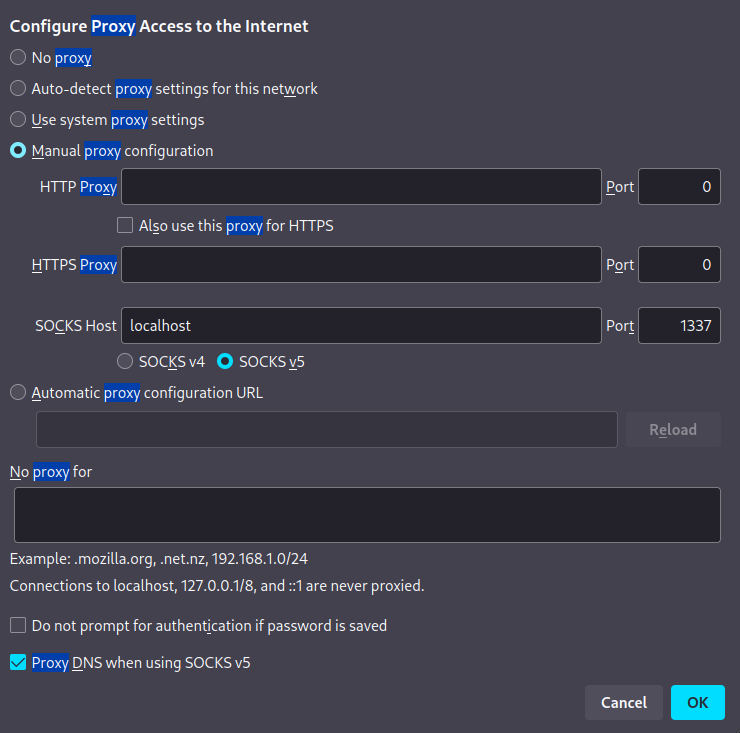 Configure Proxy Access to the Internet
No proxy
Auto-detect proxy settings for this network
Use system proxy settings
Manual proxy configuration
HTTP Proxy Port 0
Also use this proxy for HTTPS
HTTPS Proxy Port 0
SOCKS Host localhost Port 1337
SOCKS v4 SOCKS v5
Automatic proxy configuration URL
Reload
No proxy for
Example: .mozilla.org, .net.nz, 192.168.1.0/24
Connections to localhost, 127.0.0.1/8, and ::1 are never proxied.
Do not prompt for authentication if password is saved
Proxy DNS when using SOCKS v5
Cancel OK